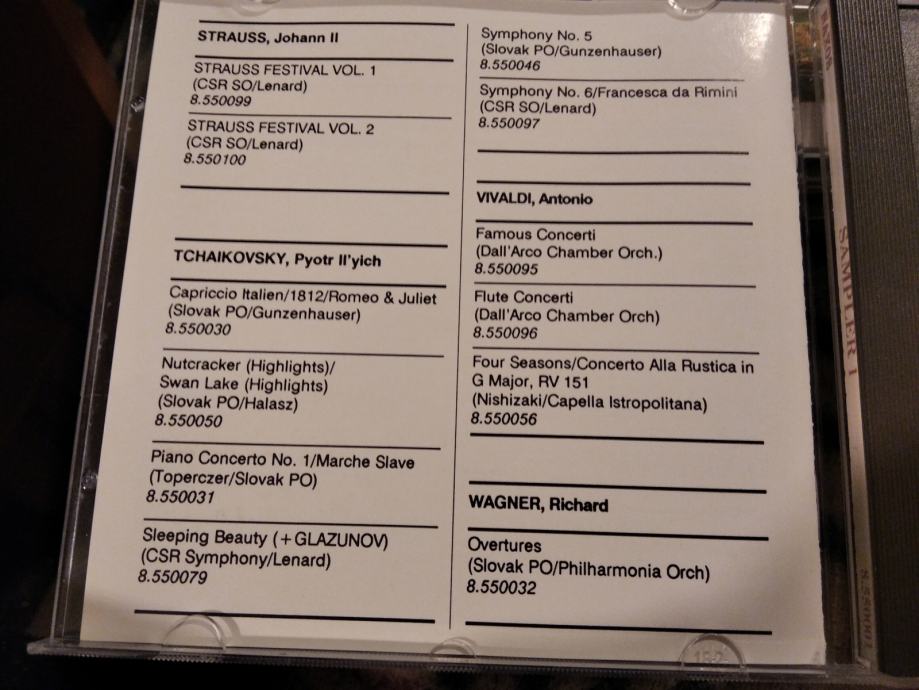 STRAUSS, Johann II
STRAUSS FESTIVAL VOL. 1
(CSR SO/Lenard)
8.550099
STRAUSS FESTIVAL VOL. 2
(CSR SO/Lenard)
8.550100
TCHAIKOVSKY, Pyotr Il'yich
Capriccio Italien/1812/Romeo & Juliet
(Slovak PO/Gunzenhauser)
8.550030
Nutcracker (Highlights)/
Swan Lake (Highlights)
(Slovak PO/Halasz)
8.550050
Piano Concerto No. 1/Marche Slave
(Toperczer/Slovak PO)
8.550031
Sleeping Beauty (+GLAZUNOV)
(CSR Symphony/Lenard)
8.550079
Symphony No. 5
(Slovak PO/Gunzenhauser)
8.550046
Symphony No. 6/Francesca da Rimini
(CSR SO/Lenard)
8.550097
VIVALDI, Antonio
Famous Concerti
(Dall'Arco Chamber Orch.)
8.550095
Flute Concerti
(Dall'Arco Chamber Orch)
8.550096
Four Seasons/Concerto Alla Rustica in
G Major, RV 151
(Nishizaki/Capella Istropolitana)
8.550056
WAGNER, Richard
Overtures
(Slovak PO/Philharmonia Orch)
8.550032
SAMPLER I